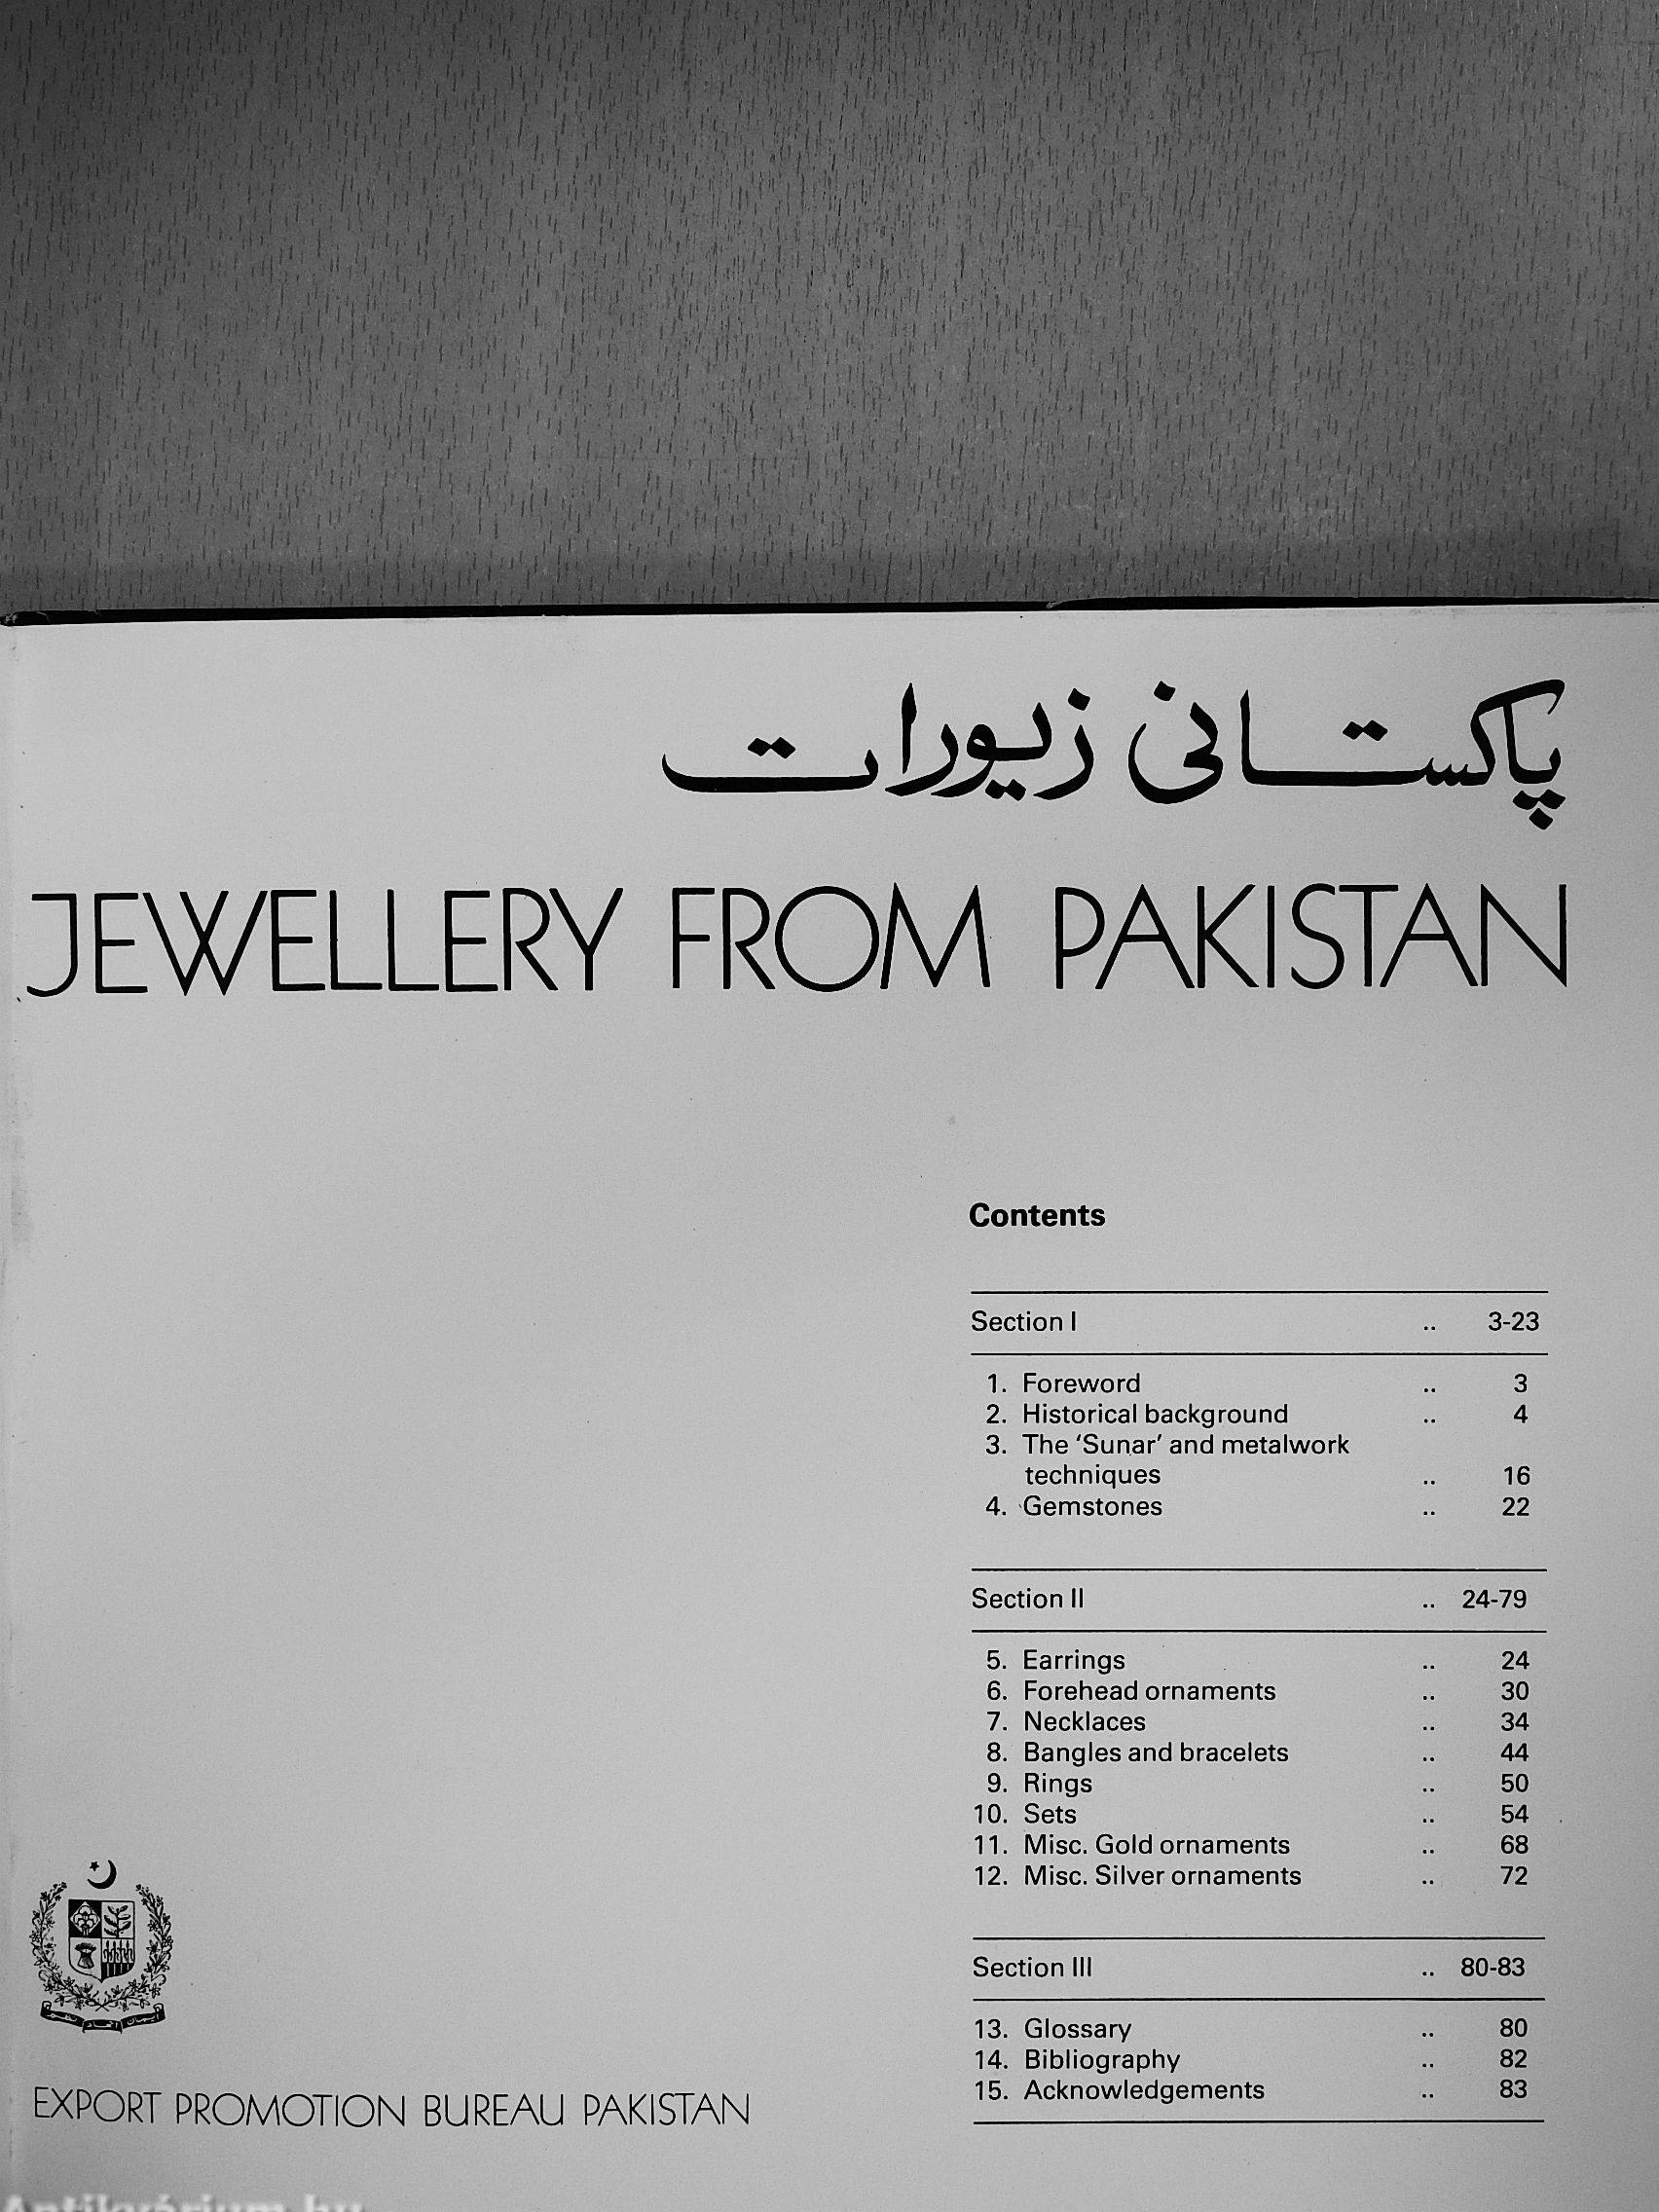 پاکستانی زیورات
JEWELLERY FROM PAKISTAN
Contents
Section I .. 3-23
1. Foreword .. 3
2. Historical background .. 4
3. The ‘Sunar’ and metalwork
techniques .. 16
4. Gemstones .. 22
Section II .. 24-79
5. Earrings .. 24
6. Forehead ornaments .. 30
7. Necklaces .. 34
8. Bangles and bracelets .. 44
9. Rings .. 50
10. Sets .. 54
11. Misc. Gold ornaments .. 68
12. Misc. Silver ornaments .. 72
Section III .. 80-83
13. Glossary .. 80
14. Bibliography .. 82
15. Acknowledgements .. 83
EXPORT PROMOTION BUREAU PAKISTAN
Antikvárium.hu